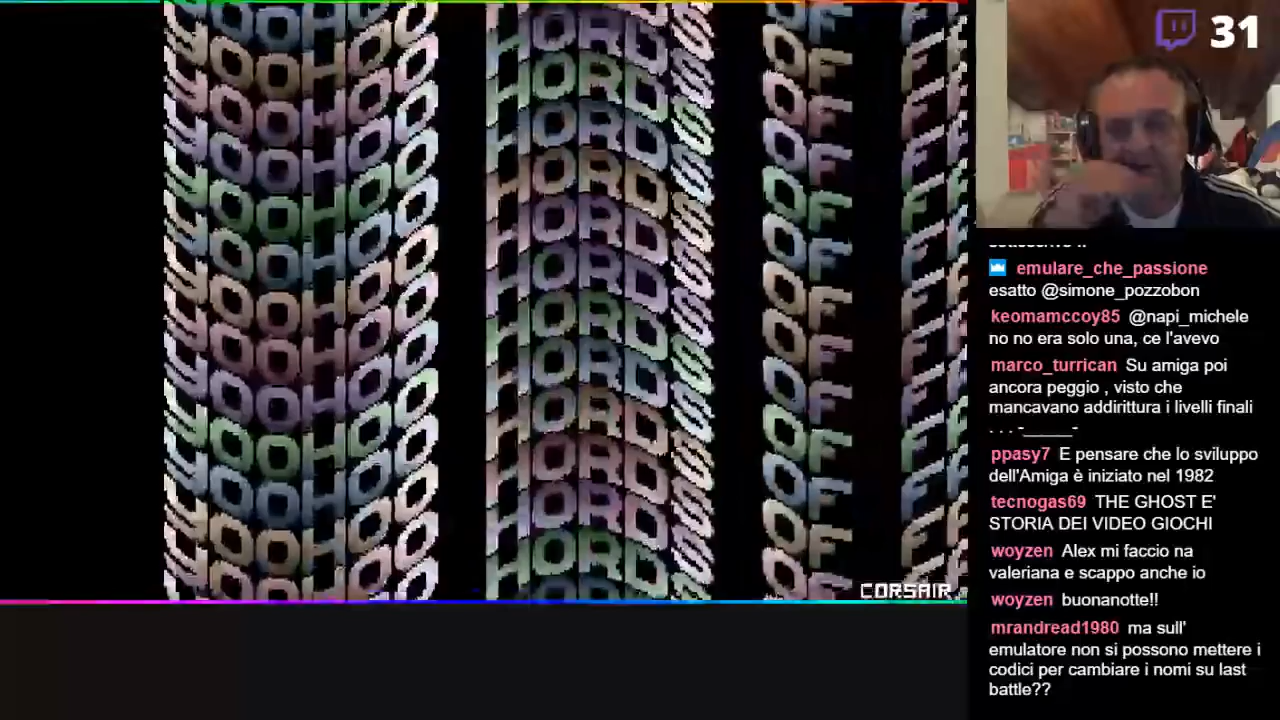 31
YOOHOO HORDS OF F
CORSAIR
emulare_che_passione
esatto @simone_pozzobon
keomamccoy85 @napi_michele
no no era solo una, ce l'avevo
marco_turrican Su amiga poi
ancora peggio , visto che
mancavano addirittura i livelli finali
. . . -_____-
ppasy7 E pensare che lo sviluppo
dell'Amiga è iniziato nel 1982
tecnogas69 THE GHOST E'
STORIA DEI VIDEO GIOCHI
woyzen Alex mi faccio na
valeriana e scappo anche io
woyzen buonanotte!!
mrandread1980 ma sull'
emulatore non si possono mettere i
codici per cambiare i nomi su last
battle??